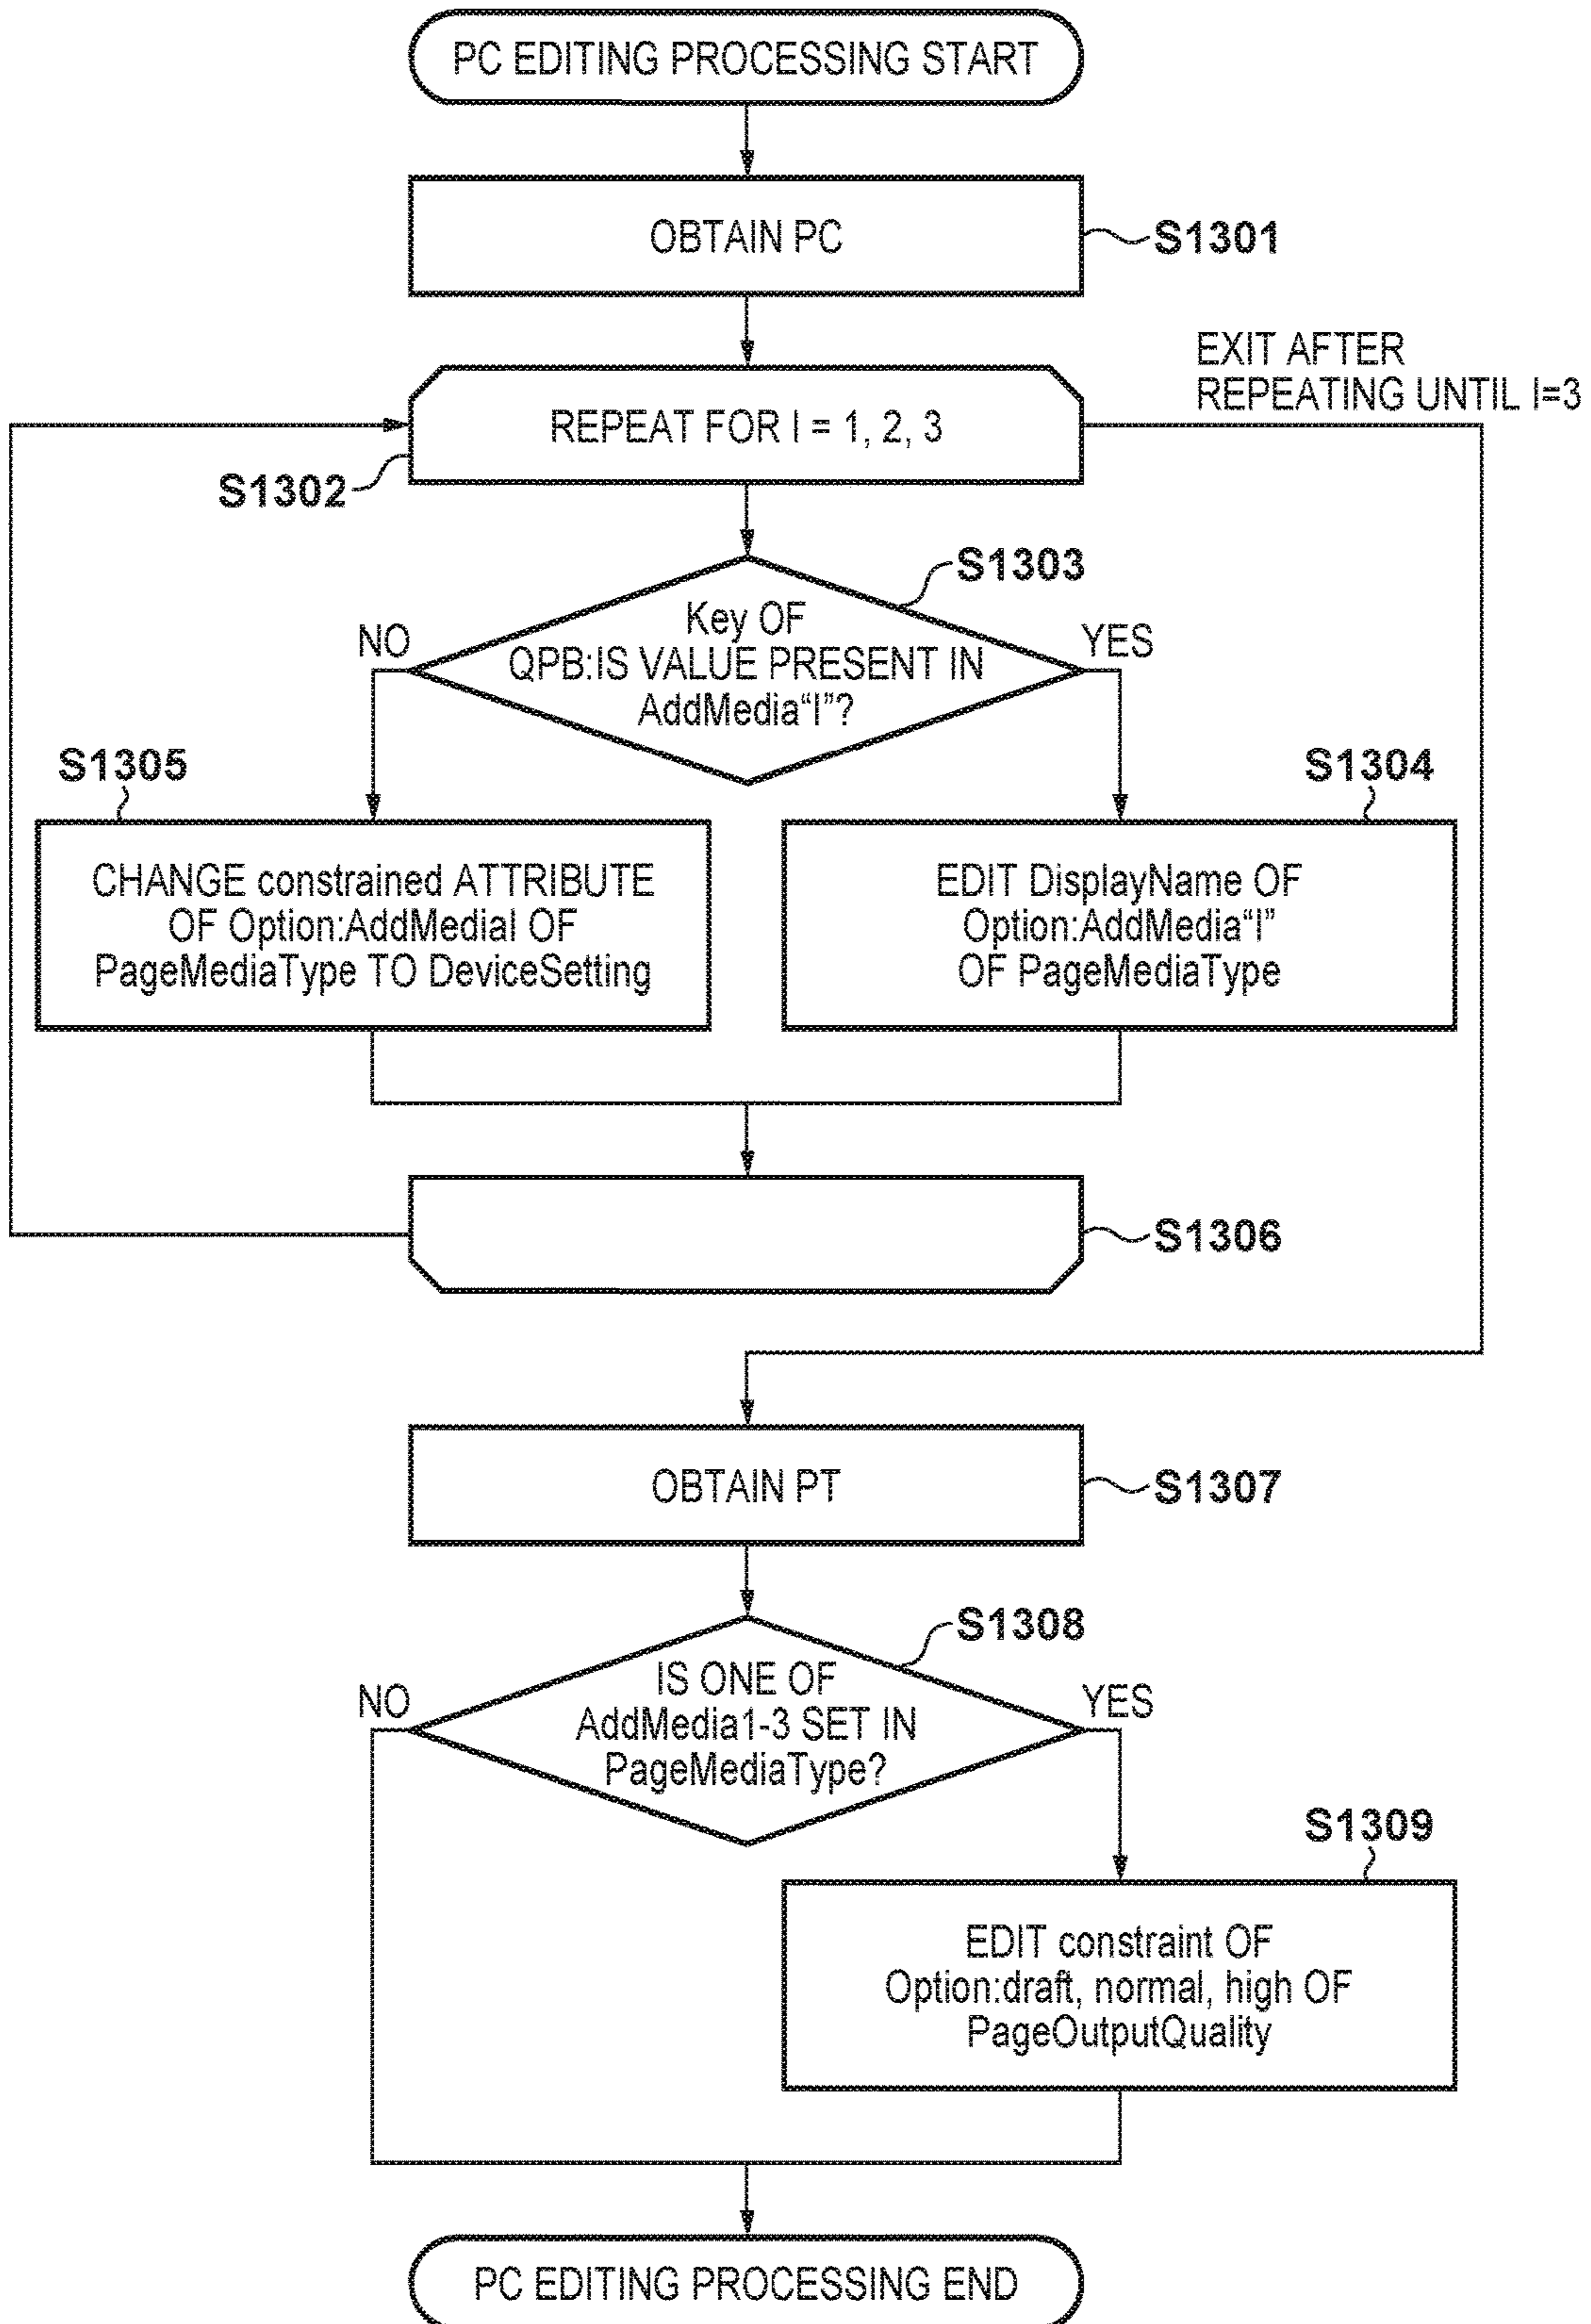 PC EDITING PROCESSING START
OBTAIN PC
S1301
EXIT AFTER
REPEATING UNTIL I=3
REPEAT FOR I = 1, 2, 3
S1302
S1303
Key OF
QPB:IS VALUE PRESENT IN
AddMedia“I”?
NO
YES
S1305
S1304
CHANGE constrained ATTRIBUTE
OF Option:AddMediaI OF
PageMediaType TO DeviceSetting
EDIT DisplayName OF
Option:AddMedia“I”
OF PageMediaType
S1306
OBTAIN PT
S1307
S1308
IS ONE OF
AddMedia1-3 SET IN
PageMediaType?
NO
YES
S1309
EDIT constraint OF
Option:draft, normal, high OF
PageOutputQuality
PC EDITING PROCESSING END